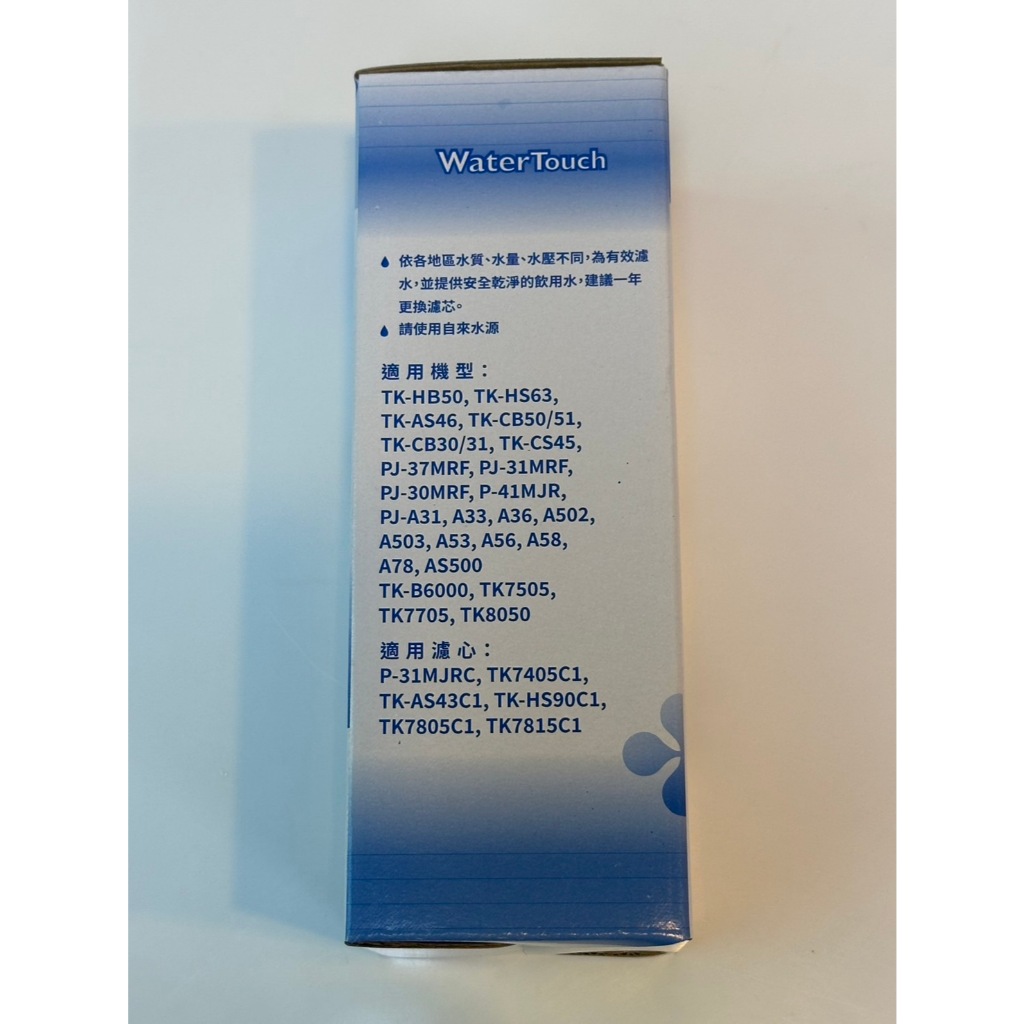 WaterTouch
依各地區水質、水量、水壓不同，為有效濾
水，並提供安全乾淨的飲用水，建議一年
更換濾芯。
請使用自來水源
適用機型：
TK-HB50, TK-HS63,
TK-AS46, TK-CB50/51,
TK-CB30/31, TK-CS45,
PJ-37MRF, PJ-31MRF,
PJ-30MRF, P-41MJR,
PJ-A31, A33, A36, A502,
A503, A53, A56, A58,
A78, AS500
TK-B6000, TK7505,
TK7705, TK8050
適用濾心：
P-31MJRC, TK7405C1,
TK-AS43C1, TK-HS90C1,
TK7805C1, TK7815C1